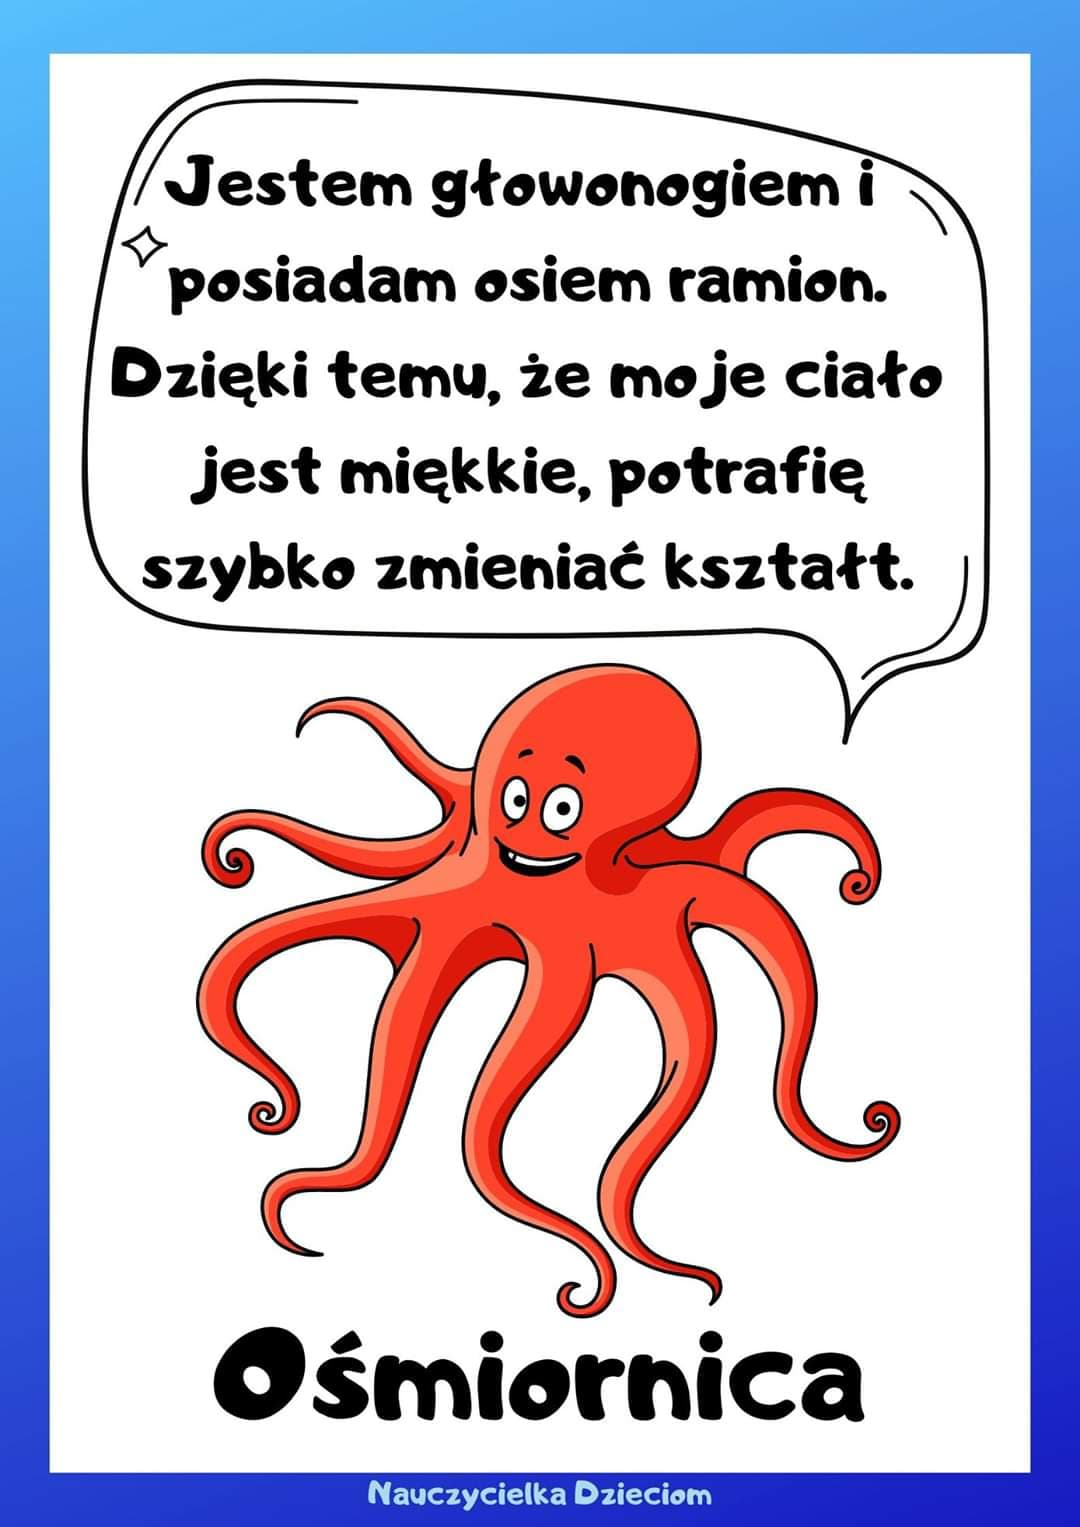 Jestem głowonogiem i
posiadam osiem ramion.
Dzięki temu, że moje ciało
jest miękkie, potrafię
szybko zmieniać kształt.
Ośmiornica
Nauczycielka Dzieciom